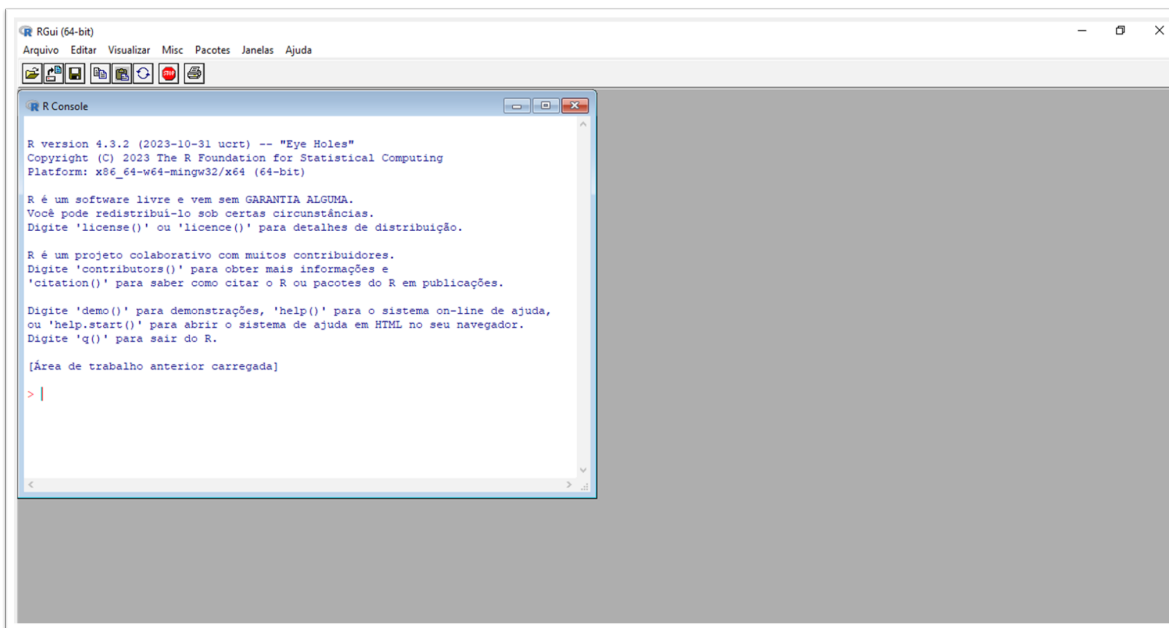 RGui (64-bit)
Arquivo Editar Visualizar Misc Pacotes Janelas Ajuda
STOP
R Console
R version 4.3.2 (2023-10-31 ucrt) -- "Eye Holes"
Copyright (C) 2023 The R Foundation for Statistical Computing
Platform: x86_64-w64-mingw32/x64 (64-bit)
R é um software livre e vem sem GARANTIA ALGUMA.
Você pode redistribuí-lo sob certas circunstâncias.
Digite 'license()' ou 'licence()' para detalhes de distribuição.
R é um projeto colaborativo com muitos contribuidores.
Digite 'contributors()' para obter mais informações e
'citation()' para saber como citar o R ou pacotes do R em publicações.
Digite 'demo()' para demonstrações, 'help()' para o sistema on-line de ajuda,
ou 'help.start()' para abrir o sistema de ajuda em HTML no seu navegador.
Digite 'q()' para sair do R.
[Área de trabalho anterior carregada]
>